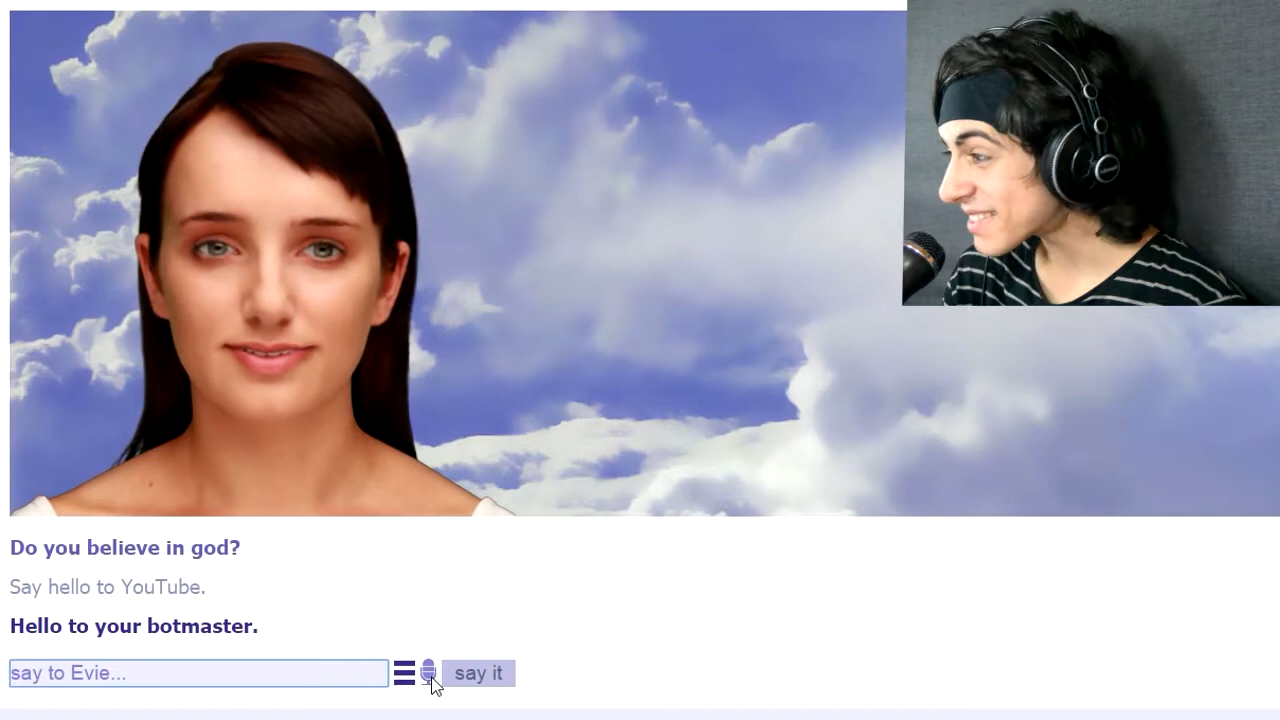 Do you believe in god?
Say hello to YouTube.
Hello to your botmaster.
say to Evie... say it